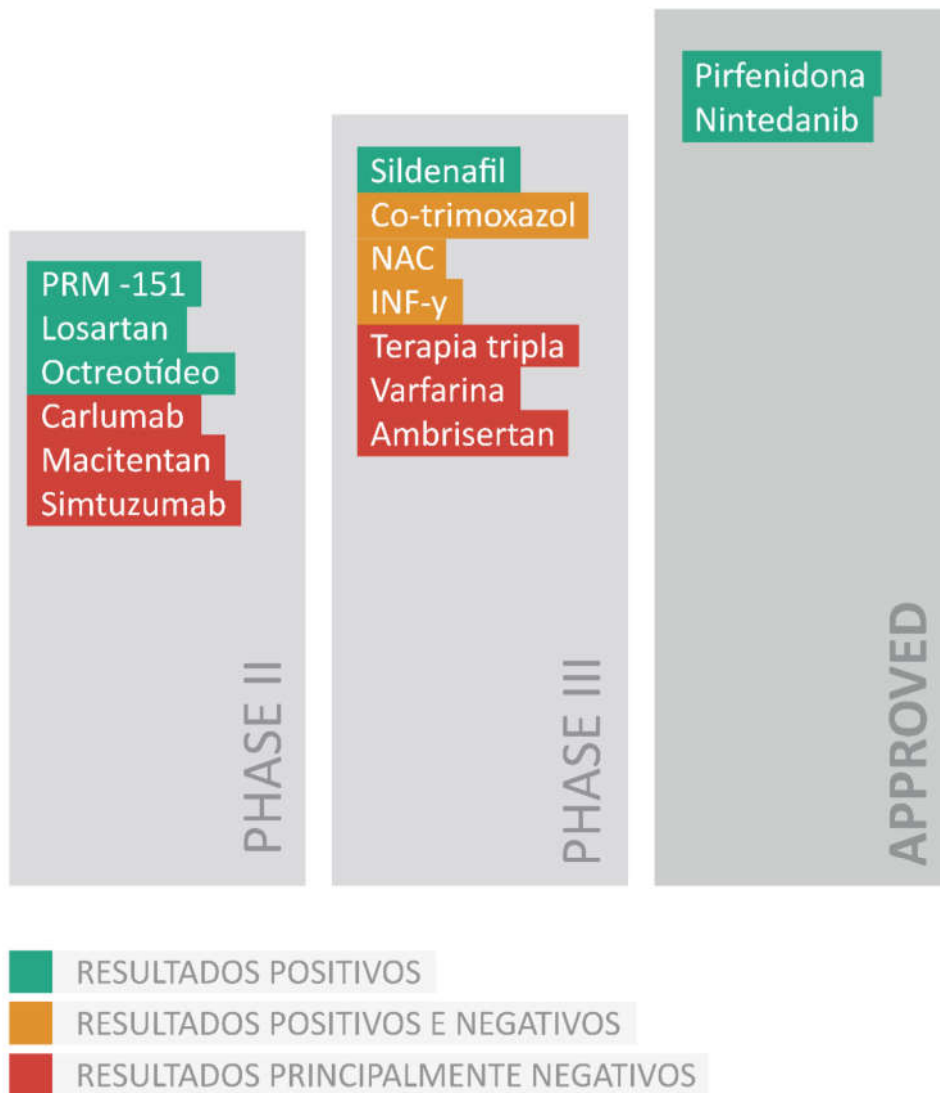 PRM -151
Losartan
Octreotídeo
Carlumab
Macitentan
Simtuzumab
PHASE II
Sildenafil
Co-trimoxazol
NAC
INF-y
Terapia tripla
Varfarina
Ambrisertan
PHASE III
Pirfenidona
Nintedanib
APPROVED
RESULTADOS POSITIVOS
RESULTADOS POSITIVOS E NEGATIVOS
RESULTADOS PRINCIPALMENTE NEGATIVOS